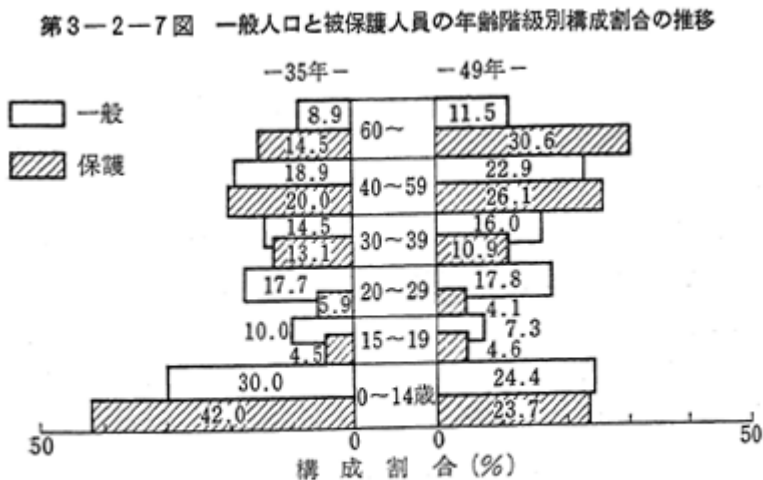 第3-2-7図 一般人口と被保護人員の年齢階級別構成割合の推移
-35年- -49年-
一般
保護
8.9 60~ 11.5
14.5 30.6
18.9 40~59 22.9
20.0 26.1
14.5 30~39 16.0
13.1 10.9
17.7 20~29 17.8
5.9 4.1
10.0 15~19 7.3
4.5 4.6
30.0 0~14歳 24.4
42.0 23.7
50 0 0 50
構成割合(%)